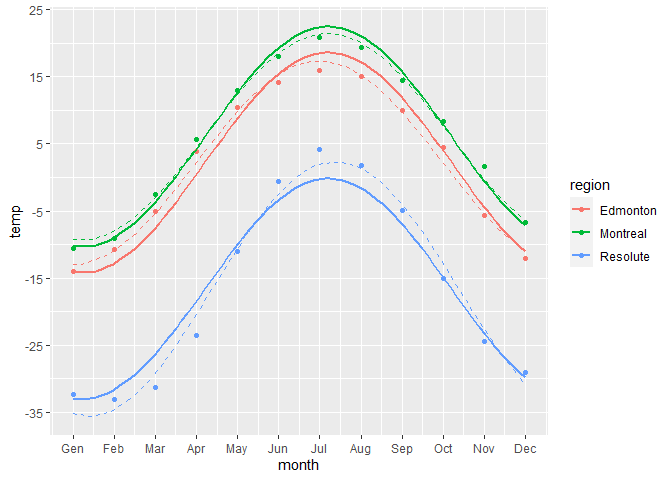 25
15
5
-5
-15
-25
-35
temp
Gen Feb Mar Apr May Jun Jul Aug Sep Oct Nov Dec
month
region
Edmonton
Montreal
Resolute